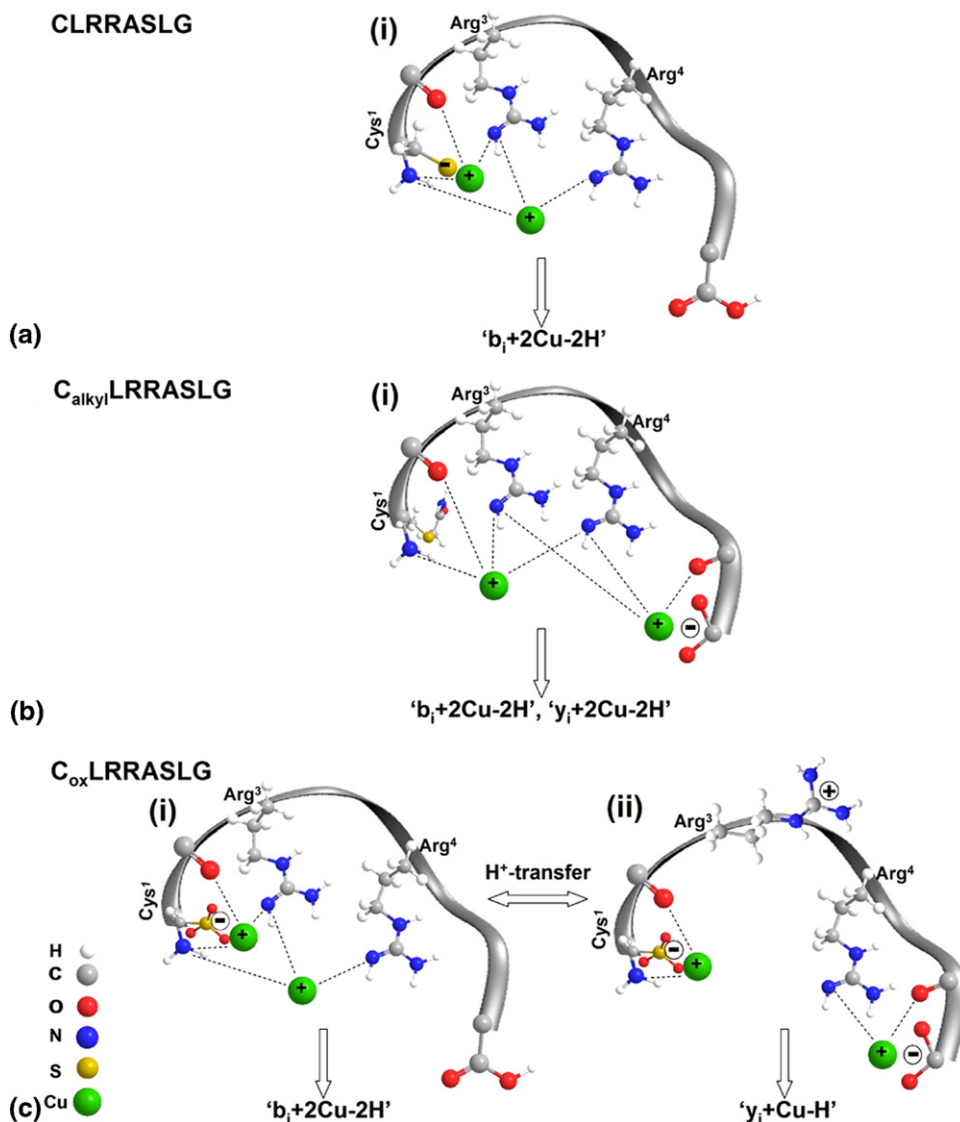 CLRRASLG
(i)
Arg³
Arg⁴
Cys¹
+
-
+
(a)
‘bᵢ+2Cu-2H’
CₐₗₖᵧₗLRRASLG
(i)
Arg³
Arg⁴
Cys¹
+
+ -
(b)
‘bᵢ+2Cu-2H’, ‘yᵢ+2Cu-2H’
CₒₓLRRASLG
(i)
Arg³
Arg⁴
Cys¹
-
+
+
H⁺-transfer
(ii)
+
Arg³
Arg⁴
Cys¹
-
+
+ -
H
C
O
N
S
Cu
(c)
‘bᵢ+2Cu-2H’
‘yᵢ+Cu-H’